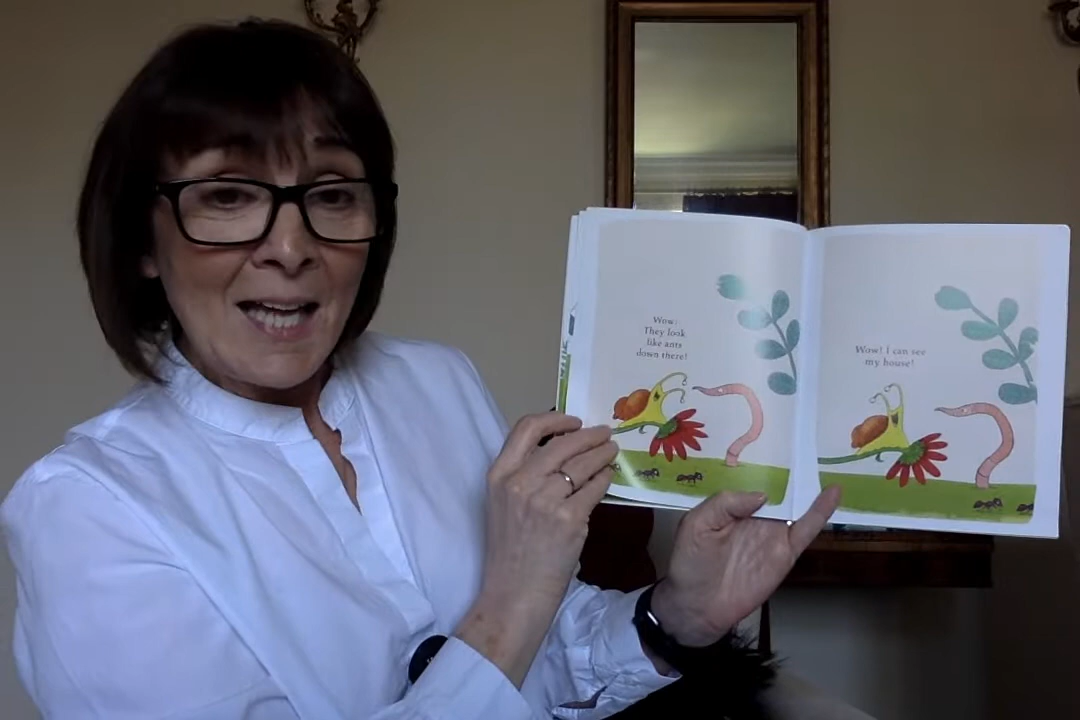 Wow!
They look
like ants
down there!
Wow! I can see
my house!